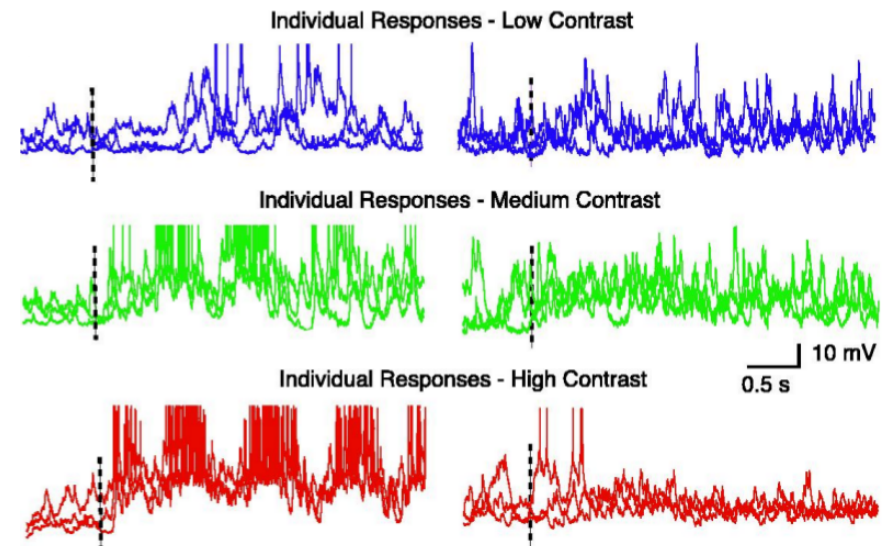 Individual Responses - Low Contrast
Individual Responses - Medium Contrast
10 mV
0.5 s
Individual Responses - High Contrast